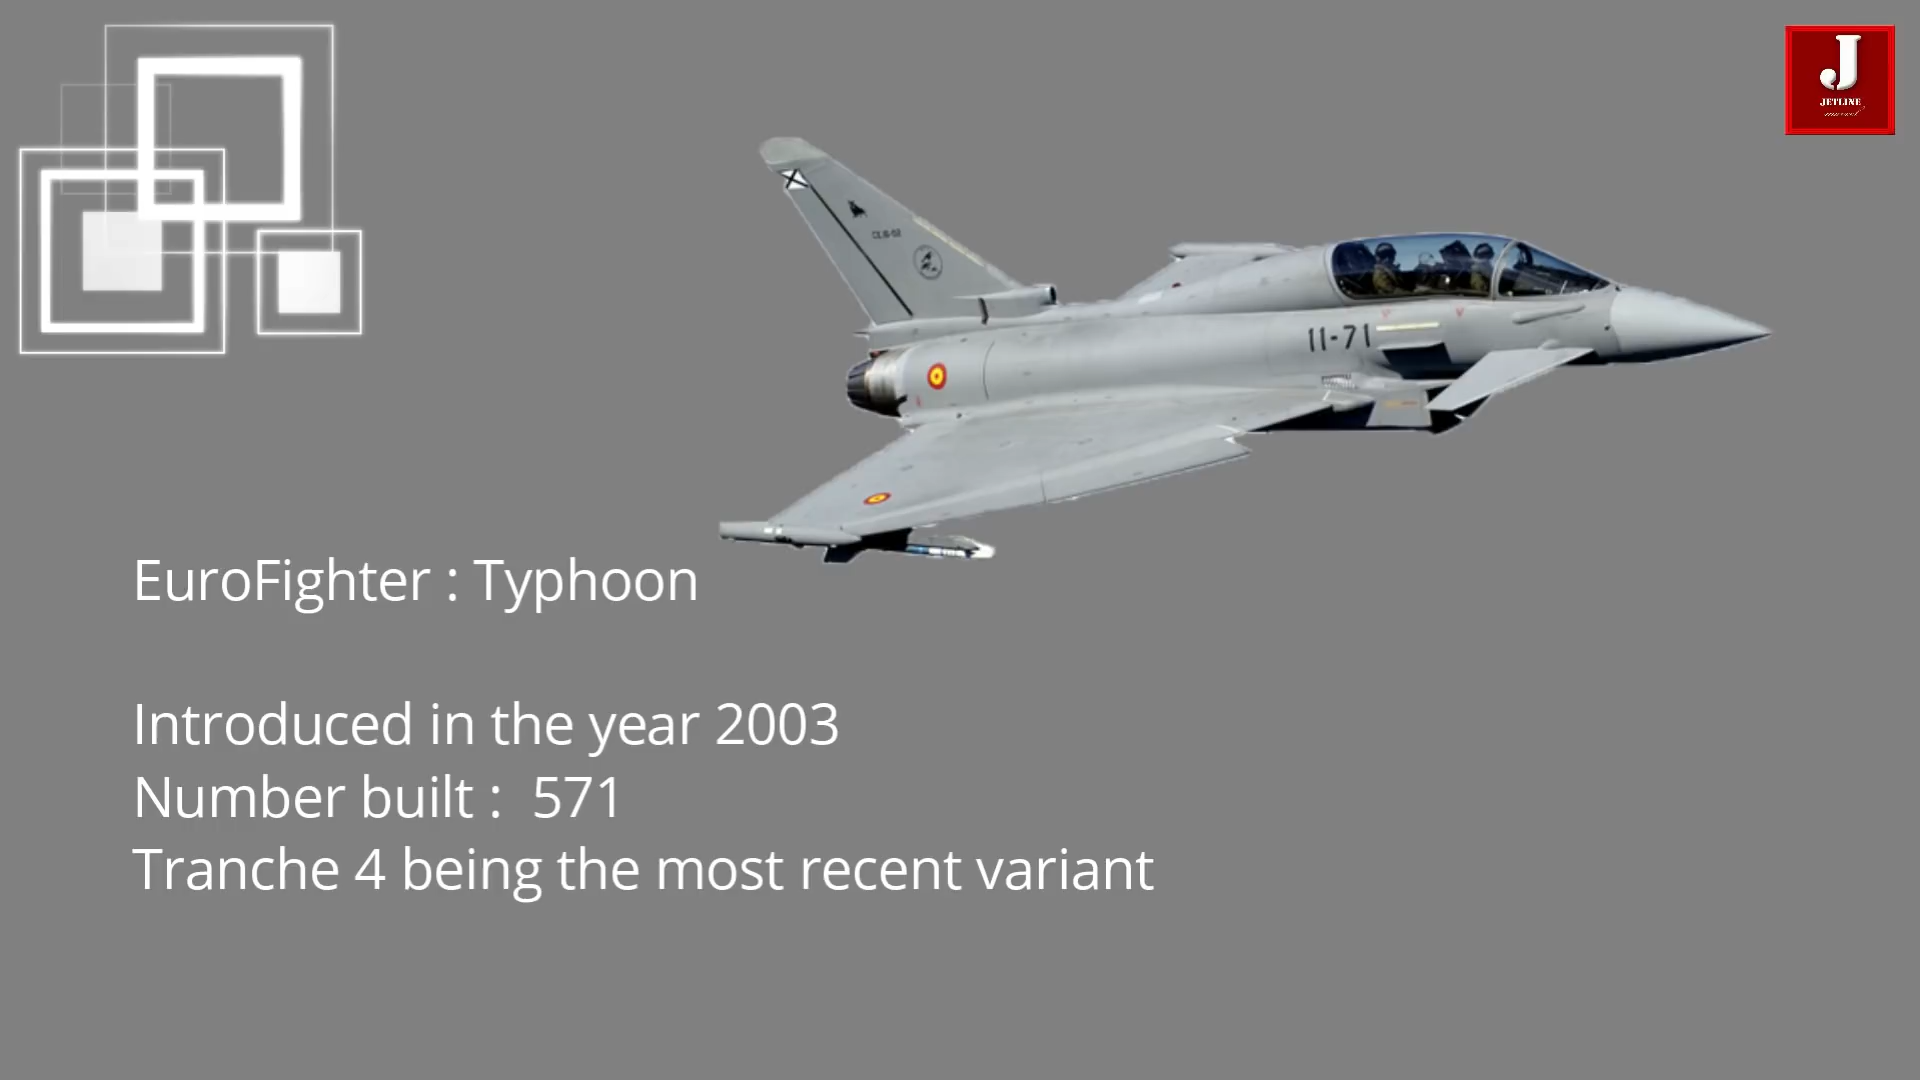 J
JETLINE
11-71
EuroFighter : Typhoon
Introduced in the year 2003
Number built :  571
Tranche 4 being the most recent variant